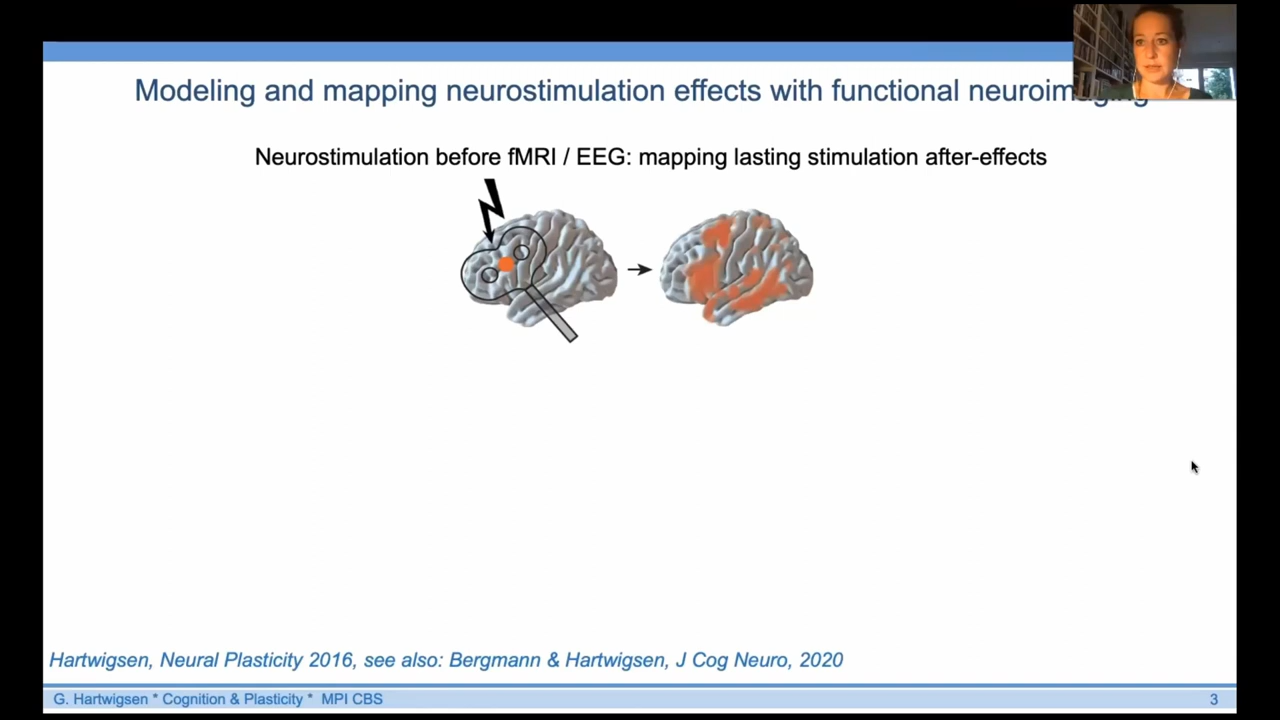 Modeling and mapping neurostimulation effects with functional
Neurostimulation before fMRI / EEG: mapping lasting stimulation after-effects
Hartwigsen, Neural Plasticity 2016, see also: Bergmann & Hartwigsen, J Cog Neuro, 2020
G. Hartwigsen * Cognition & Plasticity * MPI CBS 3